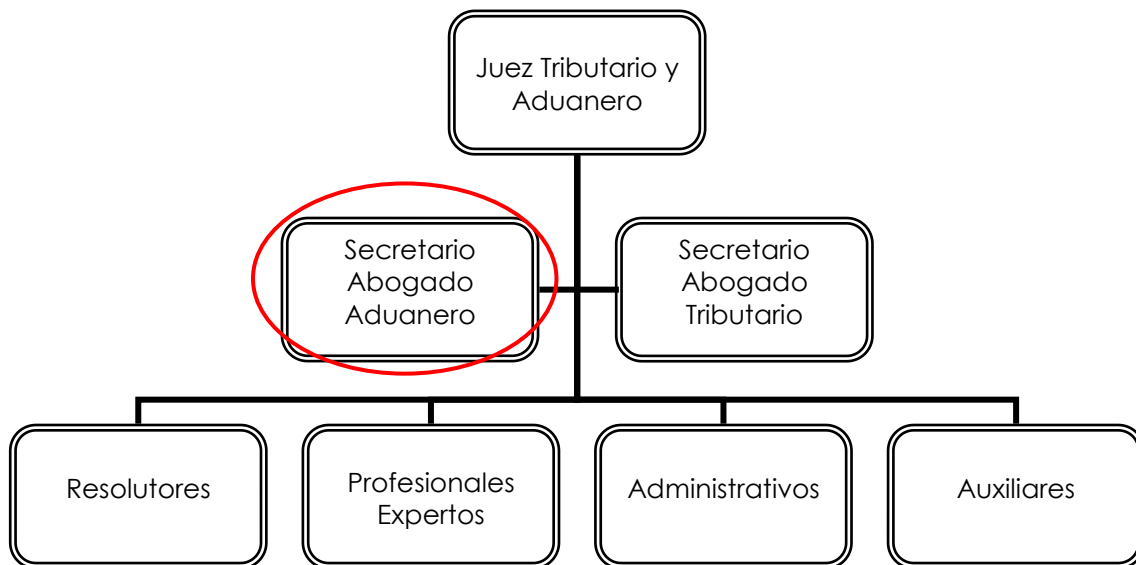 Juez Tributario y
Aduanero
Secretario
Abogado
Aduanero
Secretario
Abogado
Tributario
Resolutores
Profesionales
Expertos
Administrativos
Auxiliares